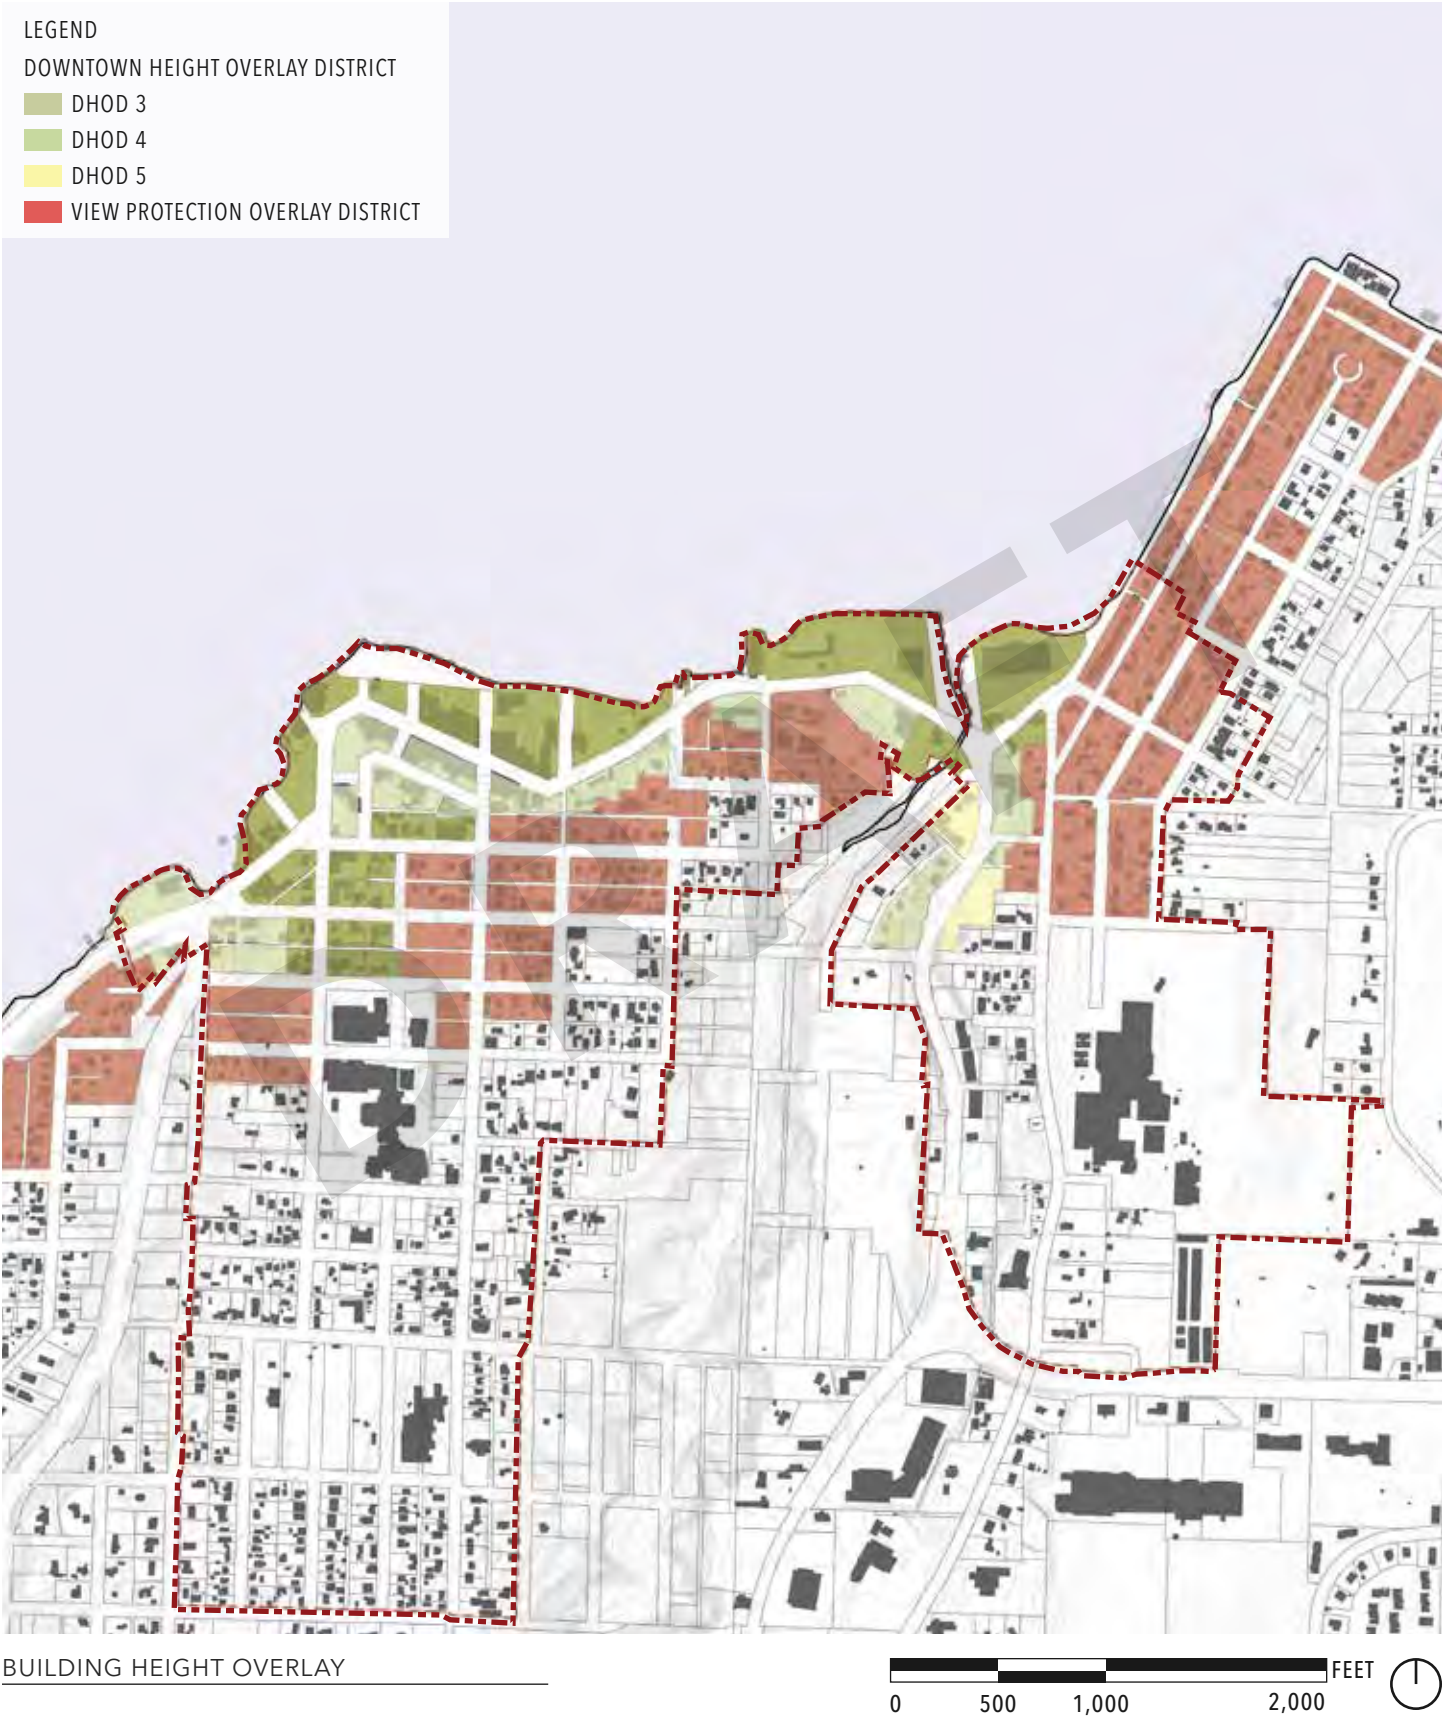 LEGEND
DOWNTOWN HEIGHT OVERLAY DISTRICT
DHOD 3
DHOD 4
DHOD 5
VIEW PROTECTION OVERLAY DISTRICT
DRAFT
BUILDING HEIGHT OVERLAY
FEET
0 500 1,000 2,000